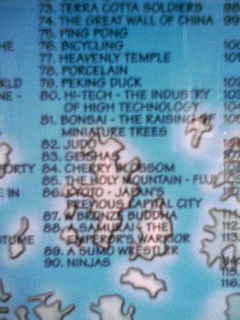 73. TERRA COTTA SOLDIERS
74. THE GREAT WALL OF CHINA
75. PING PONG
76. BICYCLING
77. HEAVENLY TEMPLE
78. PORCELAIN
79. PEKING DUCK
80. HI-TECH - THE INDUSTRY
OF HIGH TECHNOLOGY
81. BONSAI - THE RAISING OF
MINIATURE TREES
82. JUDO
83. GEISHAS
84. CHERRY BLOSSOM
85. THE HOLY MOUNTAIN - FUJI
86. KYOTO - JAPAN'S
PREVIOUS CAPITAL CITY
87. A BRONZE BUDDHA
88. A SAMURAI - THE
EMPEROR'S WARRIOR
89. A SUMO WRESTLER
90. NINJAS